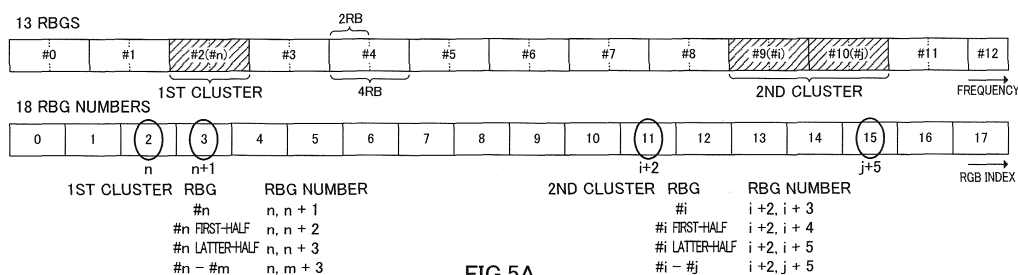 13 RBGS
2RB
#0 #1 #2(#n) #3 #4 #5 #6 #7 #8 #9(#i) #10(#j) #11 #12
1ST CLUSTER 4RB 2ND CLUSTER FREQUENCY
18 RBG NUMBERS
0 1 2 3 4 5 6 7 8 9 10 11 12 13 14 15 16 17
n n+1 i+2 j+5 RGB INDEX
1ST CLUSTER RBG RBG NUMBER 2ND CLUSTER RBG RBG NUMBER
#n n, n + 1 #i i +2, i + 3
#n FIRST-HALF n, n + 2 #i FIRST-HALF i +2, i + 4
#n LATTER-HALF n, n + 3 #i LATTER-HALF i +2, i + 5
#n - #m n, m + 3 #i - #j i +2, j + 5
FIG.5A